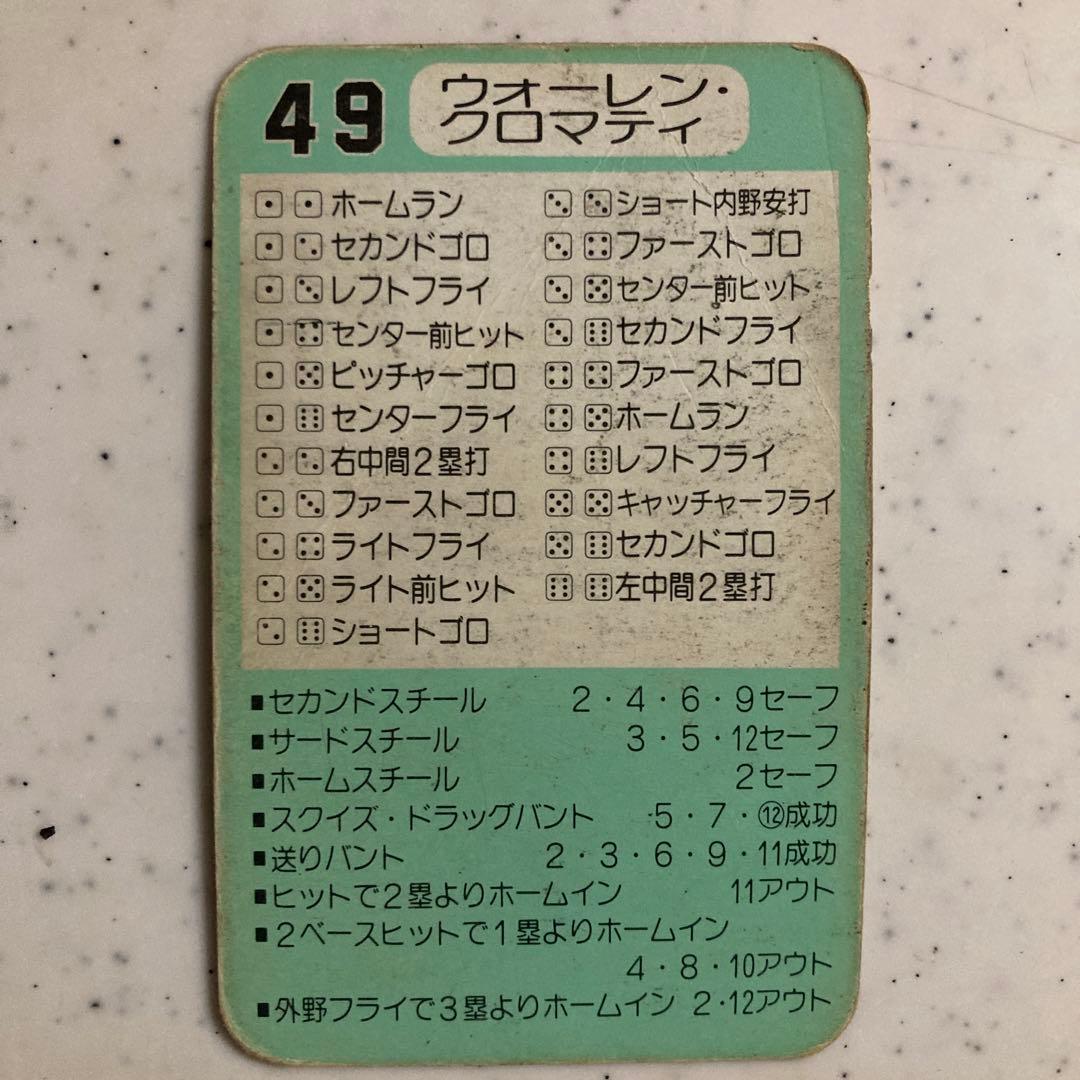 49
ウォーレン・
クロマティ
⚀ ⚀ ホームラン
⚀ ⚁ セカンドゴロ
⚀ ⚂ レフトフライ
⚀ ⚃ センター前ヒット
⚀ ⚄ ピッチャーゴロ
⚀ ⚅ センターフライ
⚁ ⚁ 右中間2塁打
⚁ ⚂ ファーストゴロ
⚁ ⚃ ライトフライ
⚁ ⚄ ライト前ヒット
⚁ ⚅ ショートゴロ
⚂ ⚂ ショート内野安打
⚂ ⚃ ファーストゴロ
⚂ ⚄ センター前ヒット
⚂ ⚅ セカンドフライ
⚃ ⚃ ファーストゴロ
⚃ ⚄ ホームラン
⚃ ⚅ レフトフライ
⚄ ⚄ キャッチャーフライ
⚄ ⚅ セカンドゴロ
⚅ ⚅ 左中間2塁打
■セカンドスチール 2・4・6・9セーフ
■サードスチール 3・5・12セーフ
■ホームスチール 2セーフ
■スクイズ・ドラッグバント 5・7・⑫成功
■送りバント 2・3・6・9・11成功
■ヒットで2塁よりホームイン 11アウト
■2ベースヒットで1塁よりホームイン
4・8・10アウト
■外野フライで3塁よりホームイン 2・12アウト